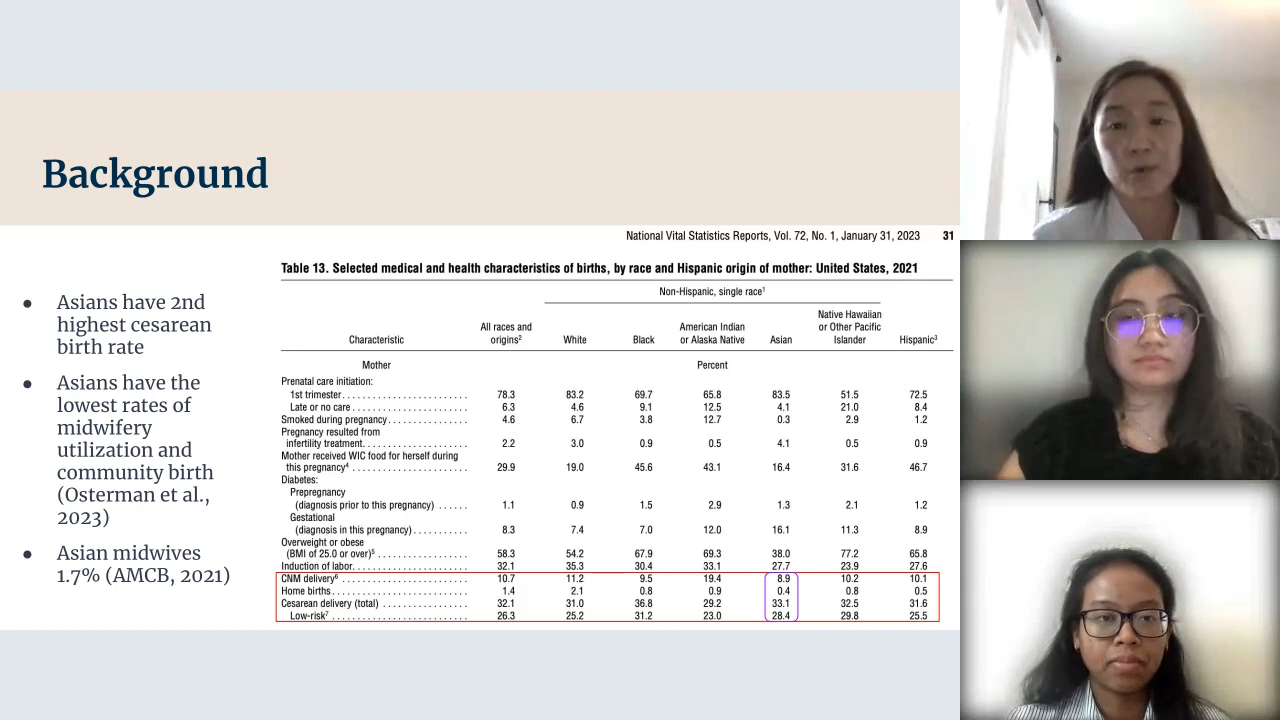 Background
National Vital Statistics Reports, Vol. 72, No. 1, January 31, 2023 31
Table 13. Selected medical and health characteristics of births, by race and Hispanic origin of mother: United States, 2021
● Asians have 2nd
highest cesarean
birth rate
● Asians have the
lowest rates of
midwifery
utilization and
community birth
(Osterman et al.,
2023)
● Asian midwives
1.7% (AMCB, 2021)
Non-Hispanic, single race1
Characteristic
All races and
origins2
White
Black
American Indian
or Alaska Native
Asian
Native Hawaiian
or Other Pacific
Islander
Hispanic3
Mother Percent
Prenatal care initiation:
1st trimester 78.3 83.2 69.7 65.8 83.5 51.5 72.5
Late or no care 6.3 4.6 9.1 12.5 4.1 21.0 8.4
Smoked during pregnancy 4.6 6.7 3.8 12.7 0.3 2.9 1.2
Pregnancy resulted from
infertility treatment. 2.2 3.0 0.9 0.5 4.1 0.5 0.9
Mother received WIC food for herself during
this pregnancy4 29.9 19.0 45.6 43.1 16.4 31.6 46.7
Diabetes:
Prepregnancy
(diagnosis prior to this pregnancy) 1.1 0.9 1.5 2.9 1.3 2.1 1.2
Gestational
(diagnosis in this pregnancy) 8.3 7.4 7.0 12.0 16.1 11.3 8.9
Overweight or obese
(BMI of 25.0 or over)5 58.3 54.2 67.9 69.3 38.0 77.2 65.8
Induction of labor 32.1 35.3 30.4 33.1 27.7 23.9 27.6
CNM delivery6 10.7 11.2 9.5 19.4 8.9 10.2 10.1
Home births 1.4 2.1 0.8 0.9 0.4 0.8 0.5
Cesarean delivery (total) 32.1 31.0 36.8 29.2 33.1 32.5 31.6
Low-risk7 26.3 25.2 31.2 23.0 28.4 29.8 25.5